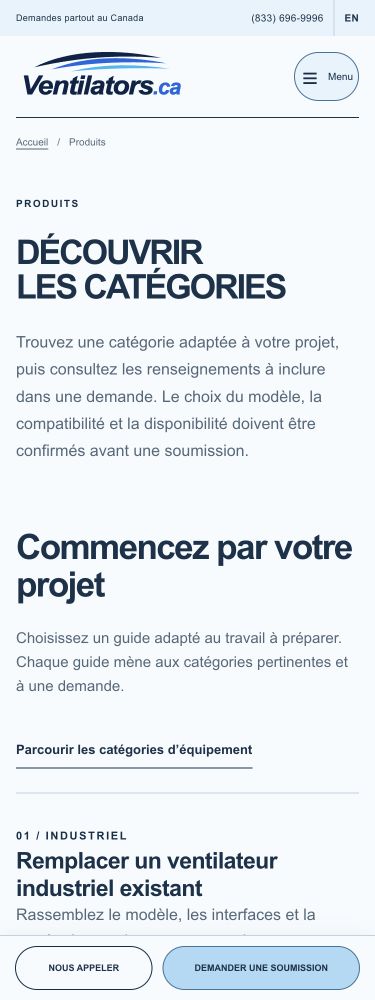 Demandes partout au Canada
(833) 696-9996
EN
Ventilators.ca
Menu
Accueil / Produits
PRODUITS
DÉCOUVRIR
LES CATÉGORIES
Trouvez une catégorie adaptée à votre projet,
puis consultez les renseignements à inclure
dans une demande. Le choix du modèle, la
compatibilité et la disponibilité doivent être
confirmés avant une soumission.
Commencez par votre
projet
Choisissez un guide adapté au travail à préparer.
Chaque guide mène aux catégories pertinentes et
à une demande.
Parcourir les catégories d’équipement
01 / INDUSTRIEL
Remplacer un ventilateur
industriel existant
Rassemblez le modèle, les interfaces et la
NOUS APPELER
DEMANDER UNE SOUMISSION